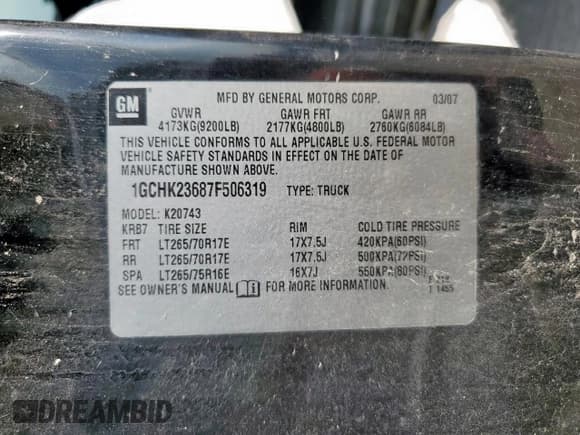 GM
MFD BY GENERAL MOTORS CORP. 03/07
GVWR GAWR FRT GAWR RR
4173KG(9200LB) 2177KG(4800LB) 2760KG(6084LB)
THIS VEHICLE CONFORMS TO ALL APPLICABLE U.S. FEDERAL MOTOR
VEHICLE SAFETY STANDARDS IN EFFECT ON THE DATE OF
MANUFACTURE SHOWN ABOVE.
1GCHK23687F506319 TYPE: TRUCK
MODEL: K20743
KRB7 TIRE SIZE RIM COLD TIRE PRESSURE
FRT LT265/70R17E 17X7.5J 420KPA(60PSI)
RR LT265/70R17E 17X7.5J 500KPA(72PSI)
SPA LT265/75R16E 16X7J 550KPA(80PSI)
SEE OWNER'S MANUAL FOR MORE INFORMATION.
DREAMBID